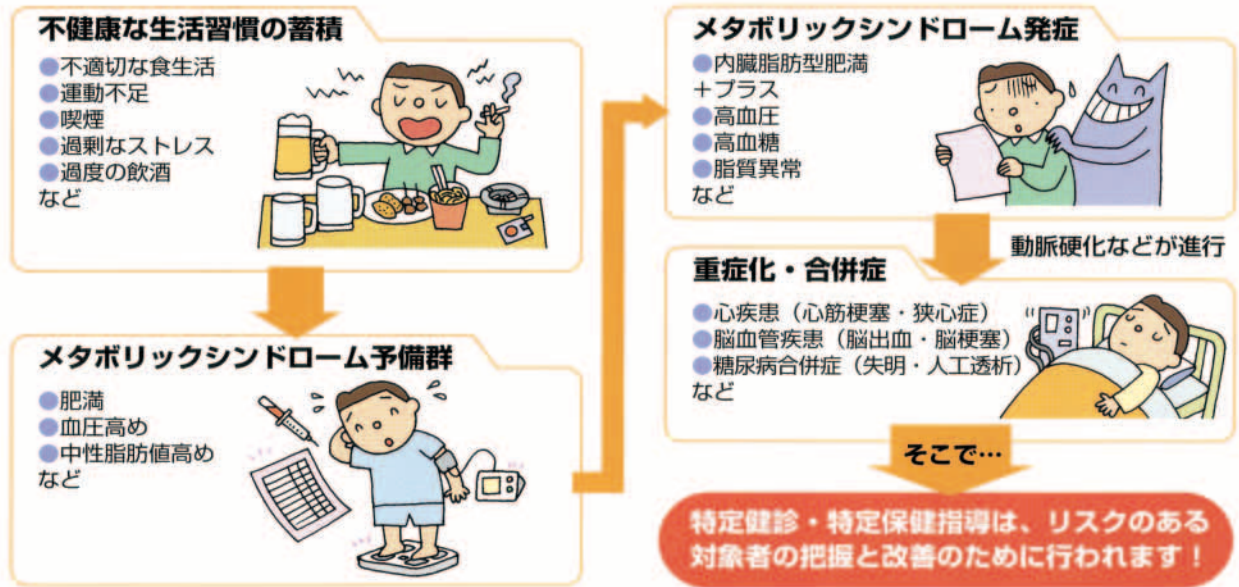 不健康な生活習慣の蓄積
●不適切な食生活
●運動不足
●喫煙
●過剰なストレス
●過度の飲酒
など
メタボリックシンドローム予備群
●肥満
●血圧高め
●中性脂肪値高め
など
メタボリックシンドローム発症
●内臓脂肪型肥満
＋プラス
●高血圧
●高血糖
●脂質異常
など
動脈硬化などが進行
重症化・合併症
●心疾患（心筋梗塞・狭心症）
●脳血管疾患（脳出血・脳梗塞）
●糖尿病合併症（失明・人工透析）
など
そこで…
特定健診・特定保健指導は、リスクのある
対象者の把握と改善のために行われます！